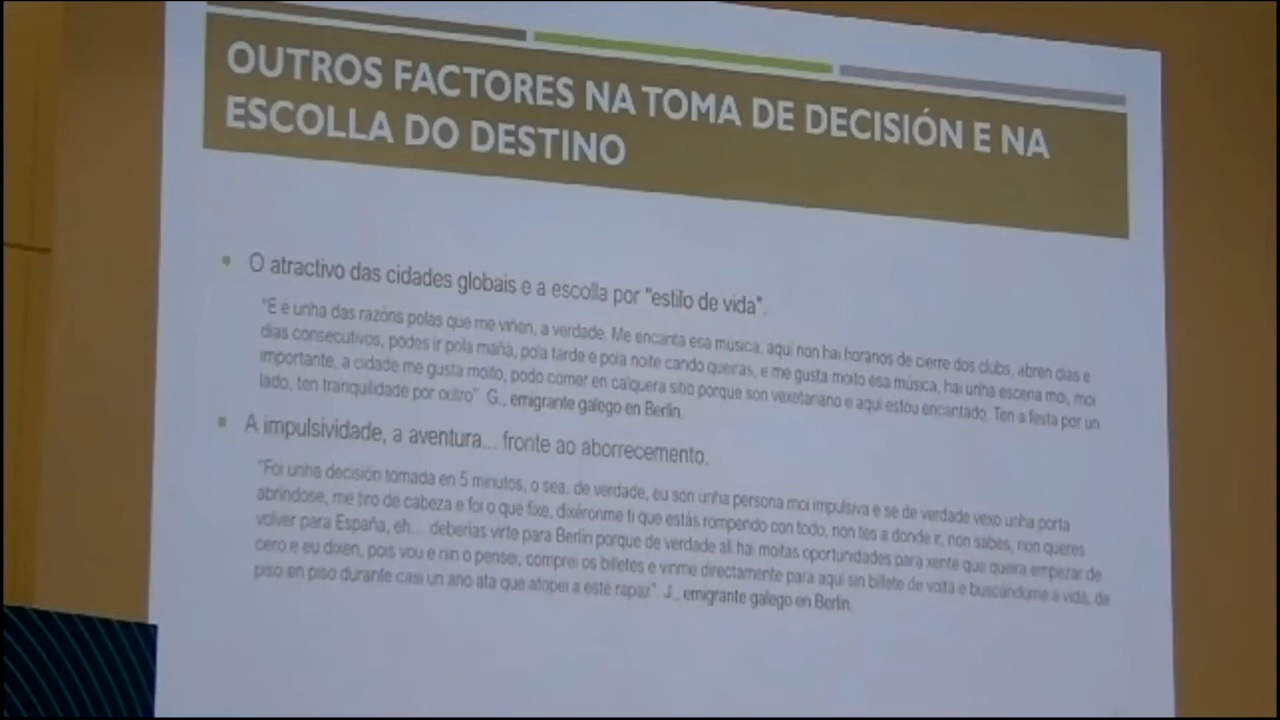 OUTROS FACTORES NA TOMA DE DECISIÓN E NA
ESCOLLA DO DESTINO
O atractivo das cidades globais e a escolla por "estilo de vida".
"E é unha das razóns polas que me viñen, a verdade. Me encanta esa música, aquí non hai horarios de cierre dos clubs, abren días e
días consecutivos, podes ir pola mañá, pola tarde e pola noite cando queiras, e me gusta moito esa música, hai unha escena moi, moi
importante, a cidade me gusta moito, podo comer en calquera sitio porque son vexetariano e aquí estou encantado. Ten a festa por un
lado, ten tranquilidade por outro" G., emigrante galego en Berlín.
A impulsividade, a aventura... fronte ao aborrecemento.
"Foi unha decisión tomada en 5 minutos, o sea, de verdade, eu son unha persona moi impulsiva e se de verdade vexo unha porta
abríndose, me tiro de cabeza e foi o que fixe, dixéronme ti que estás rompendo con todo, non tes a donde ir, non sabes, non queres
volver para España, eh... deberías virte para Berlín porque de verdade alí hai moitas oportunidades para xente que queira empezar de
cero e eu dixen, pois vou e nin o pensei, comprei os billetes e vinme directamente para aquí sin billete de volta e buscándome a vida, de
piso en piso durante casi un ano ata que atopei a este rapaz". J., emigrante galego en Berlín.